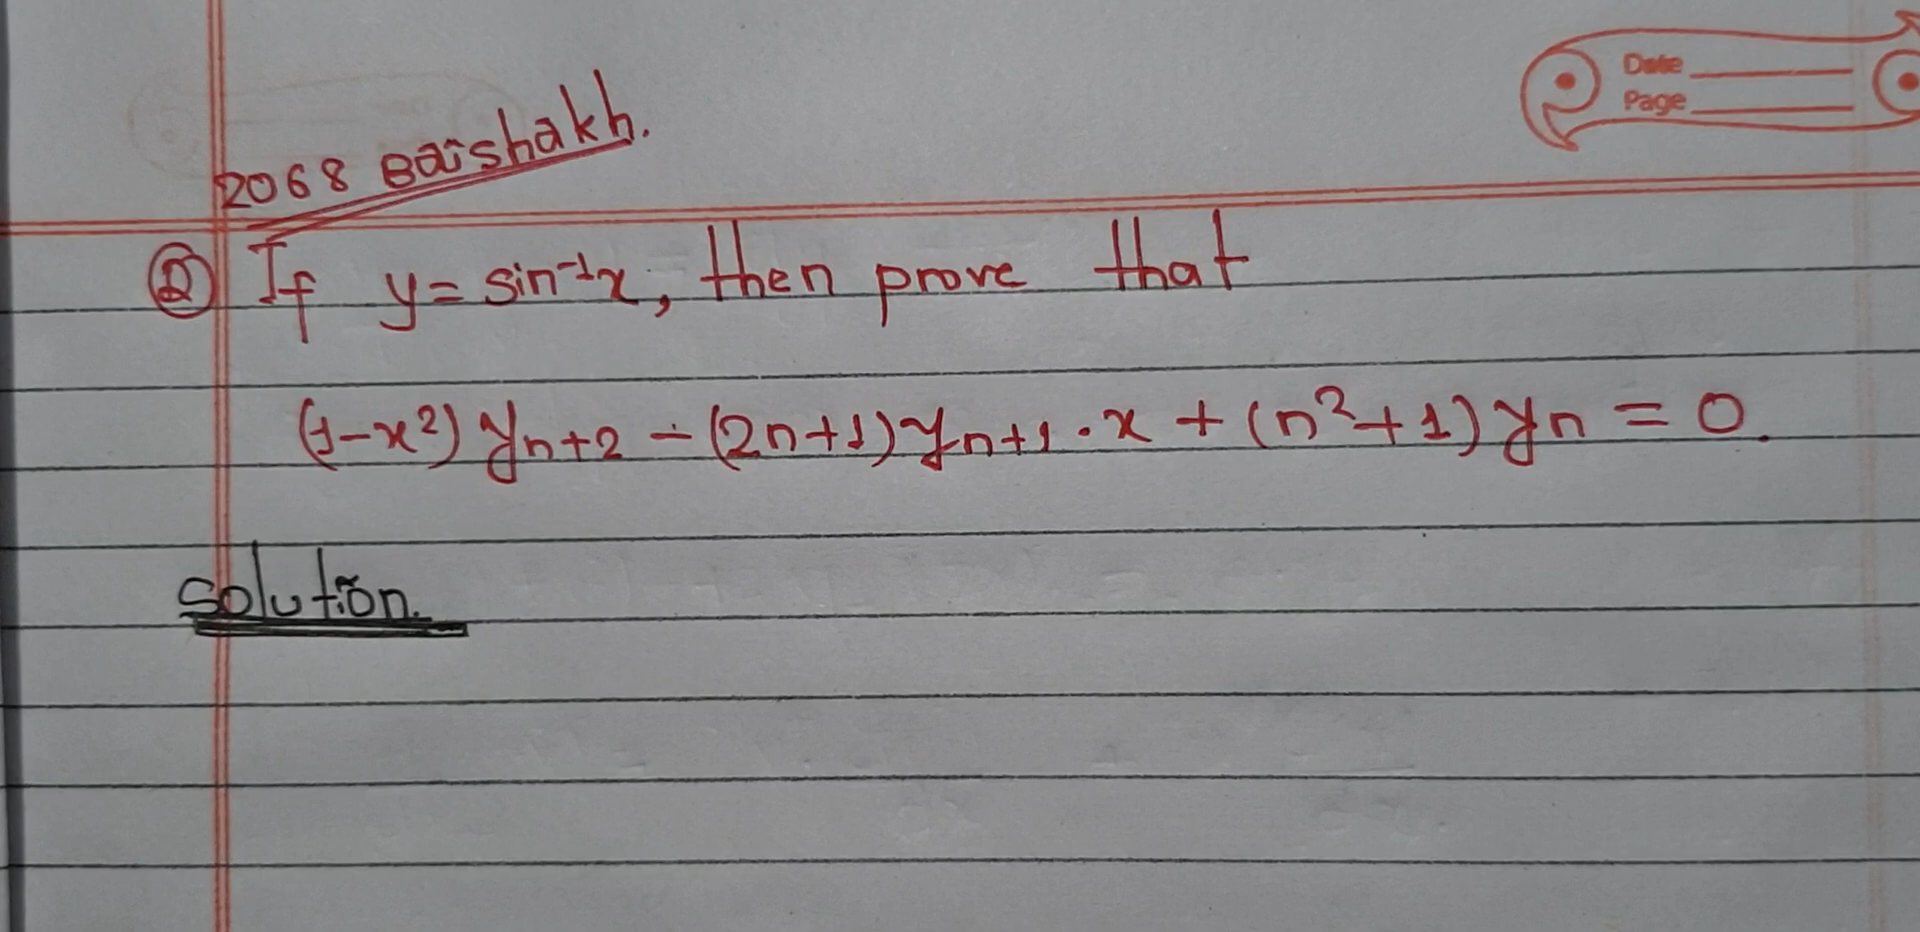 Date
Page
2068 Baishakh.
Q If y = sin⁻¹x, then prove that
(1-x²) yn+2 - (2n+1) yn+1 · x + (n²+1) yn = 0.
Solution.